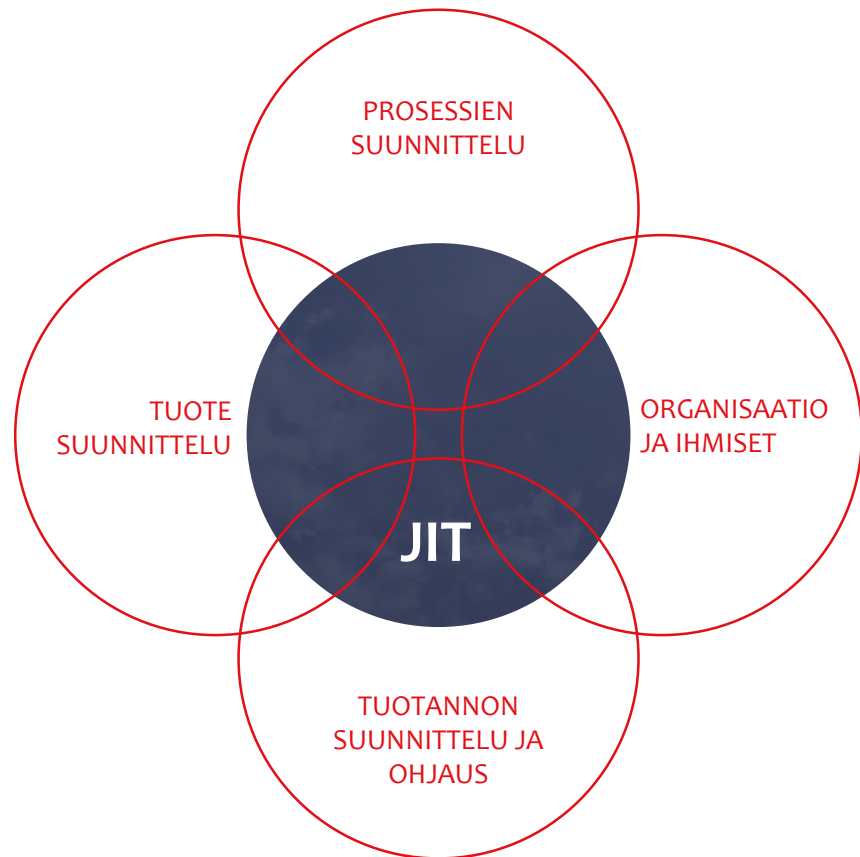 PROSESSIEN
SUUNNITTELU
TUOTE
SUUNNITTELU
ORGANISAATIO
JA IHMISET
JIT
TUOTANNON
SUUNNITTELU JA
OHJAUS